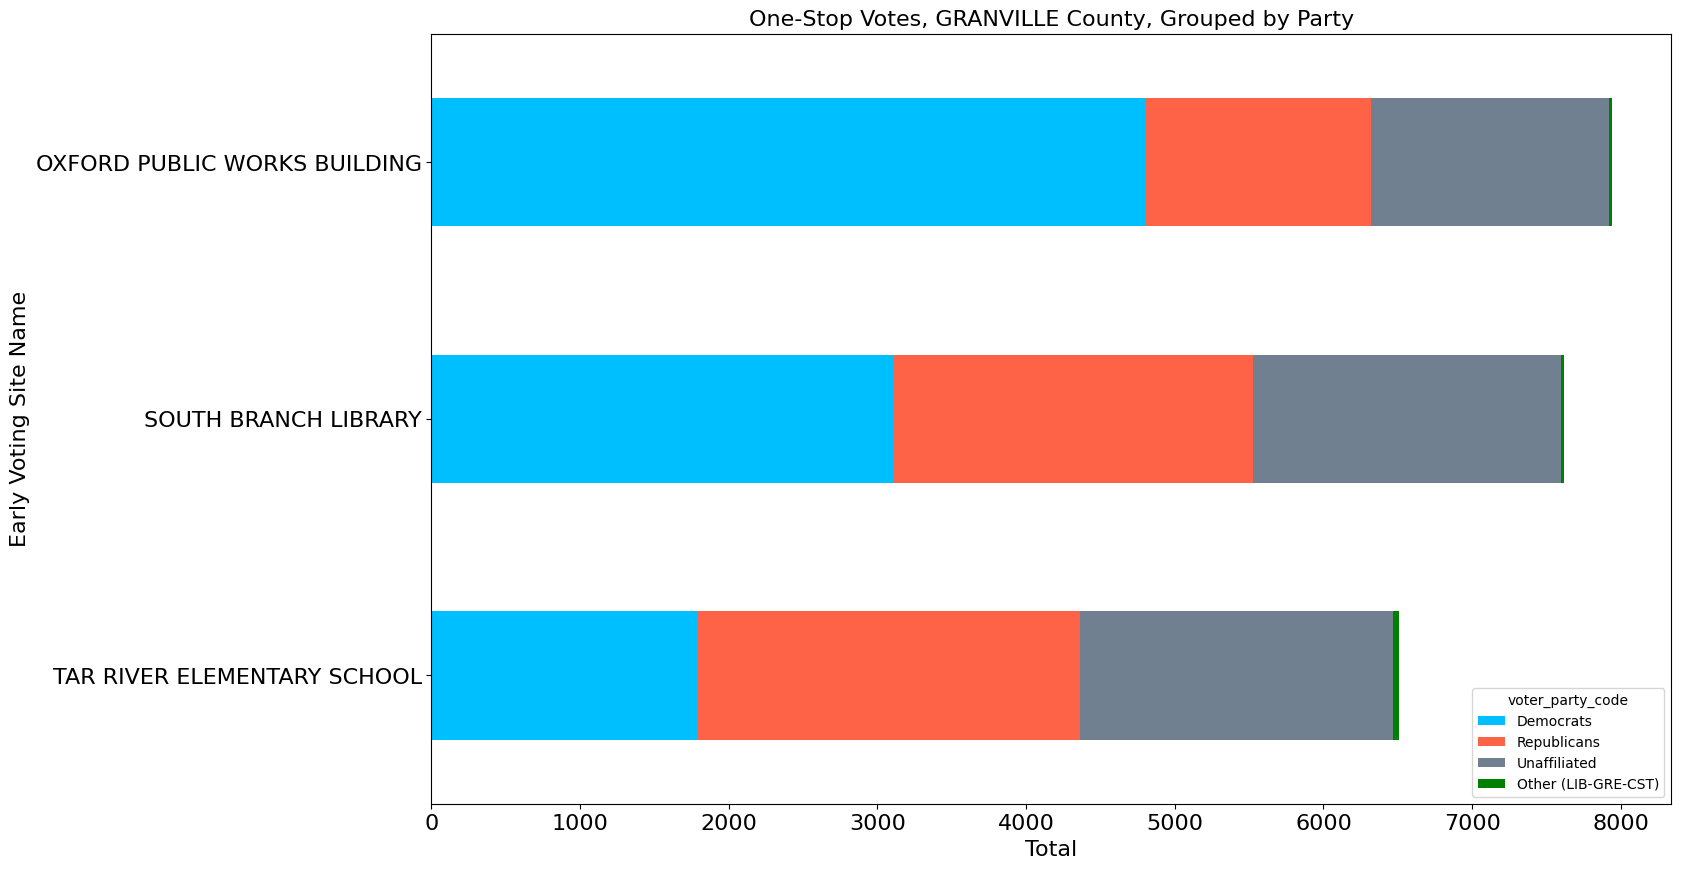 One-Stop Votes, GRANVILLE County, Grouped by Party
Early Voting Site Name
OXFORD PUBLIC WORKS BUILDING
SOUTH BRANCH LIBRARY
TAR RIVER ELEMENTARY SCHOOL
voter_party_code
Democrats
Republicans
Unaffiliated
Other (LIB-GRE-CST)
0 1000 2000 3000 4000 5000 6000 7000 8000
Total